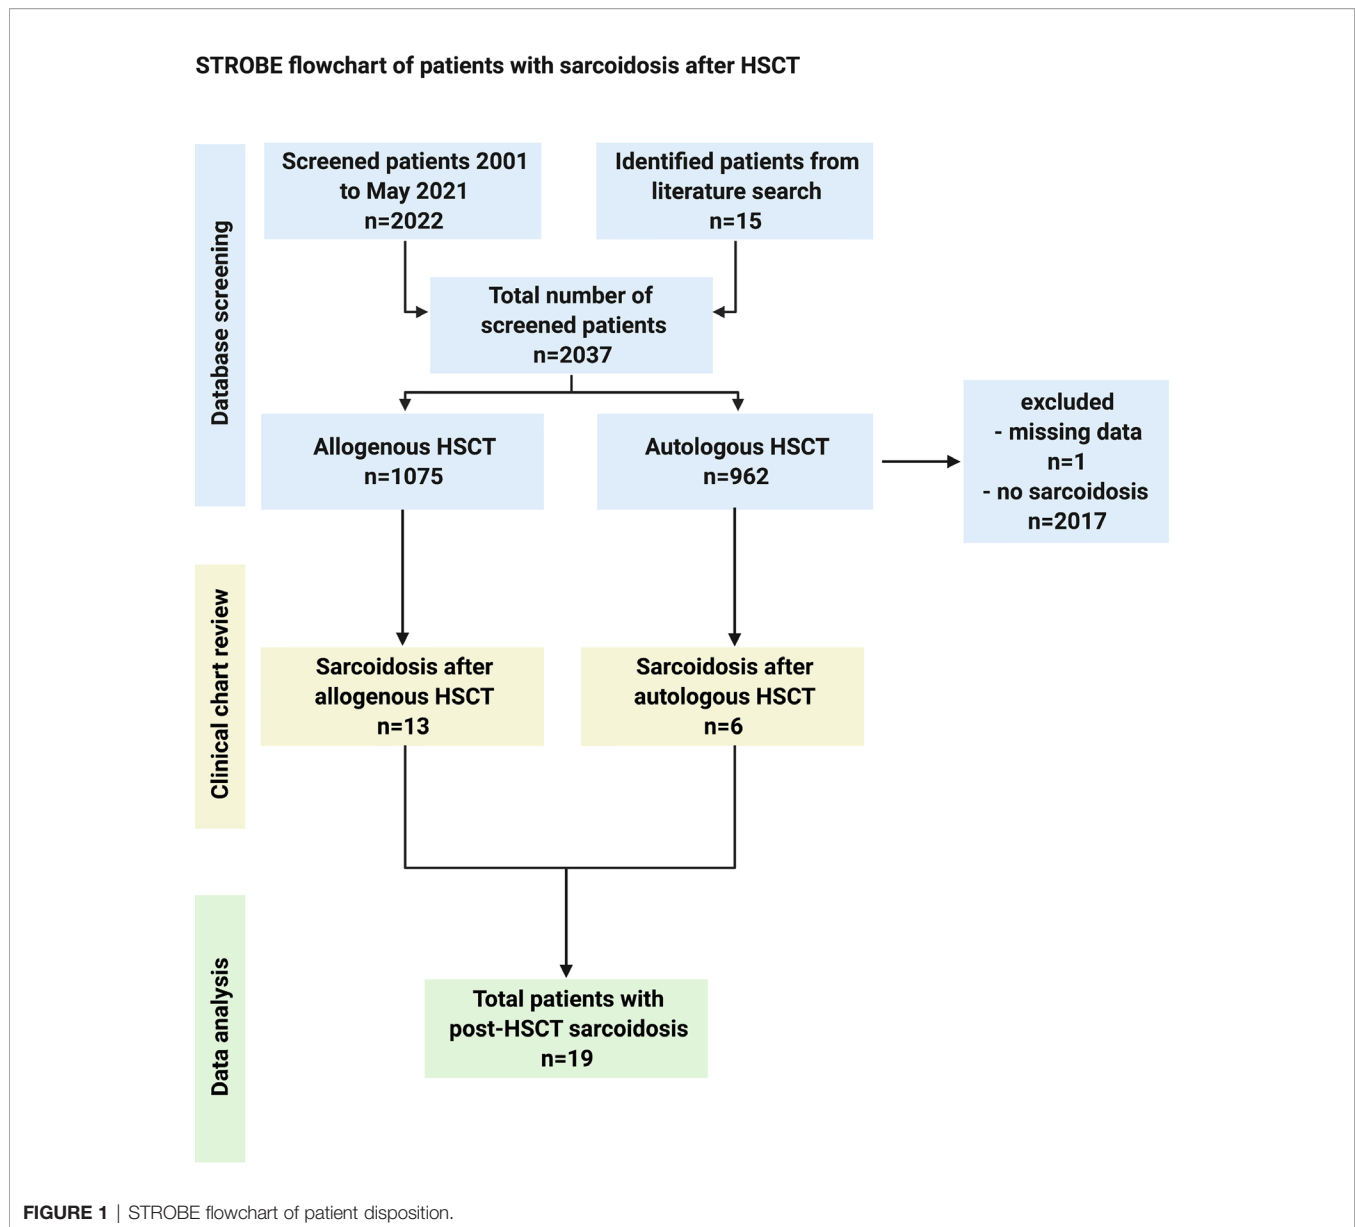 STROBE flowchart of patients with sarcoidosis after HSCT
Database screening
Screened patients 2001
to May 2021
n=2022
Identified patients from
literature search
n=15
Total number of
screened patients
n=2037
Allogenous HSCT
n=1075
Autologous HSCT
n=962
excluded
- missing data
n=1
- no sarcoidosis
n=2017
Clinical chart review
Sarcoidosis after
allogenous HSCT
n=13
Sarcoidosis after
autologous HSCT
n=6
Data analysis
Total patients with
post-HSCT sarcoidosis
n=19
FIGURE 1 | STROBE flowchart of patient disposition.